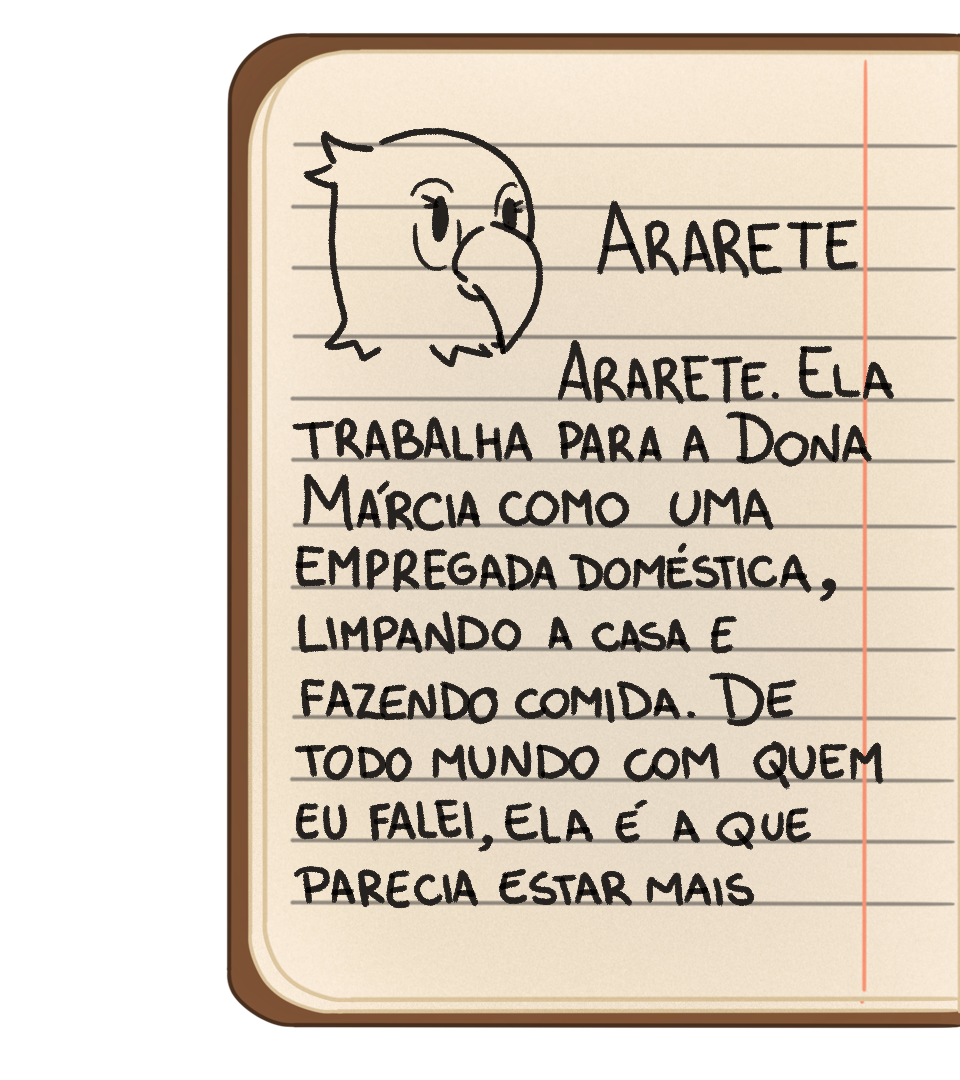 Ararete
Ararete. Ela
trabalha para a Dona
Márcia como uma
empregada doméstica,
limpando a casa e
fazendo comida. De
todo mundo com quem
eu falei, ela é a que
parecia estar mais